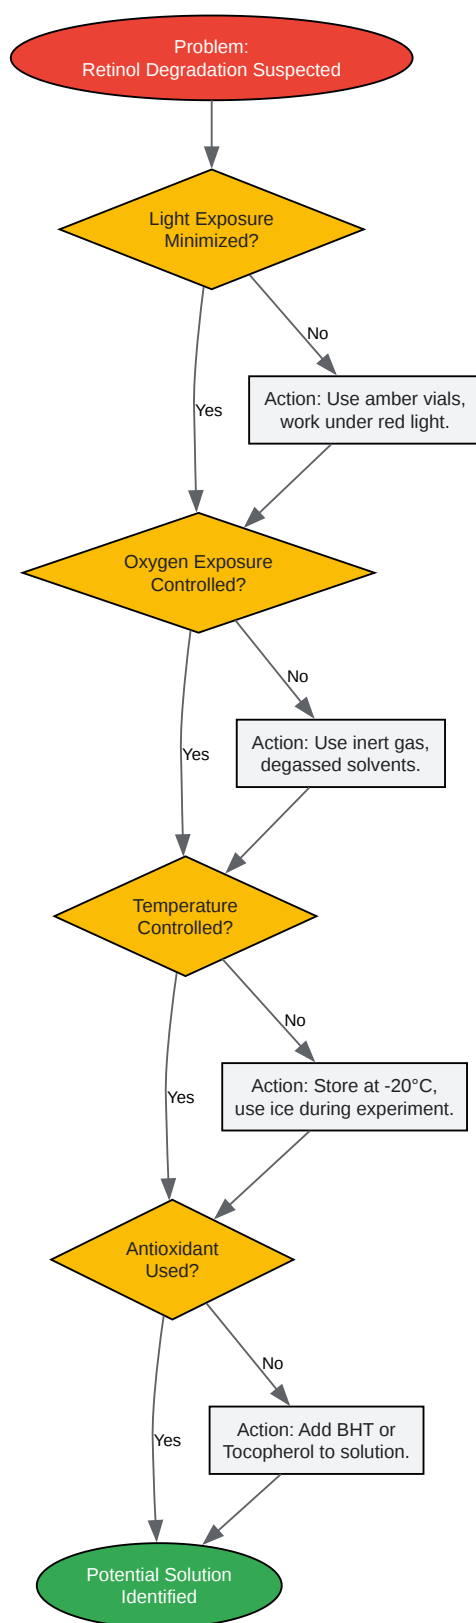 Problem:
Retinol Degradation Suspected
Light Exposure
Minimized?
No
Action: Use amber vials,
work under red light.
Yes
Oxygen Exposure
Controlled?
No
Action: Use inert gas,
degassed solvents.
Yes
Temperature
Controlled?
No
Action: Store at -20°C,
use ice during experiment.
Yes
Antioxidant
Used?
No
Action: Add BHT or
Tocopherol to solution.
Yes
Potential Solution
Identified